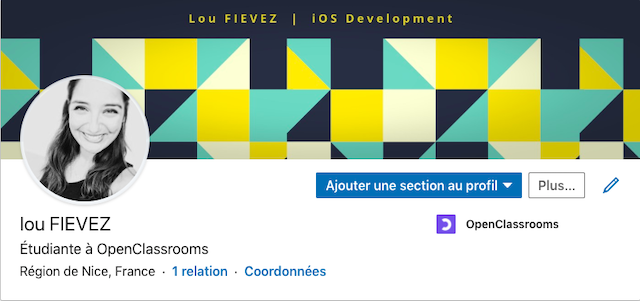 Lou FIEVEZ | iOS Development
Ajouter une section au profil
Plus...
lou FIEVEZ
OpenClassrooms
Étudiante à OpenClassrooms
Région de Nice, France · 1 relation · Coordonnées